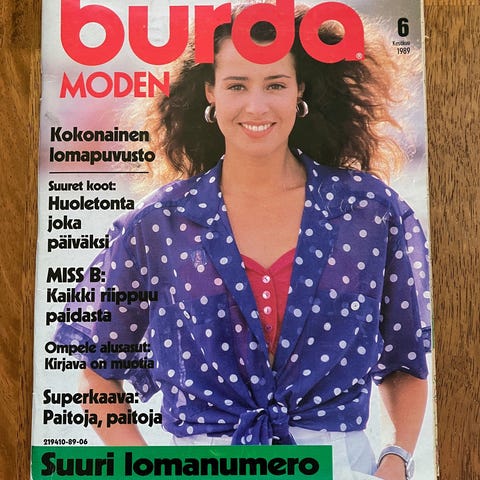 burda
MODEN
6
Kesäkuu
1989
Kokonainen
lomapuvusto
Suuret koot:
Huoletonta
joka
päiväksi
MISS B:
Kaikki riippuu
paidasta
Ompele alusasut:
Kirjava on muotia
Superkaava:
Paitoja, paitoja
219410-89-06
Suuri lomanumero